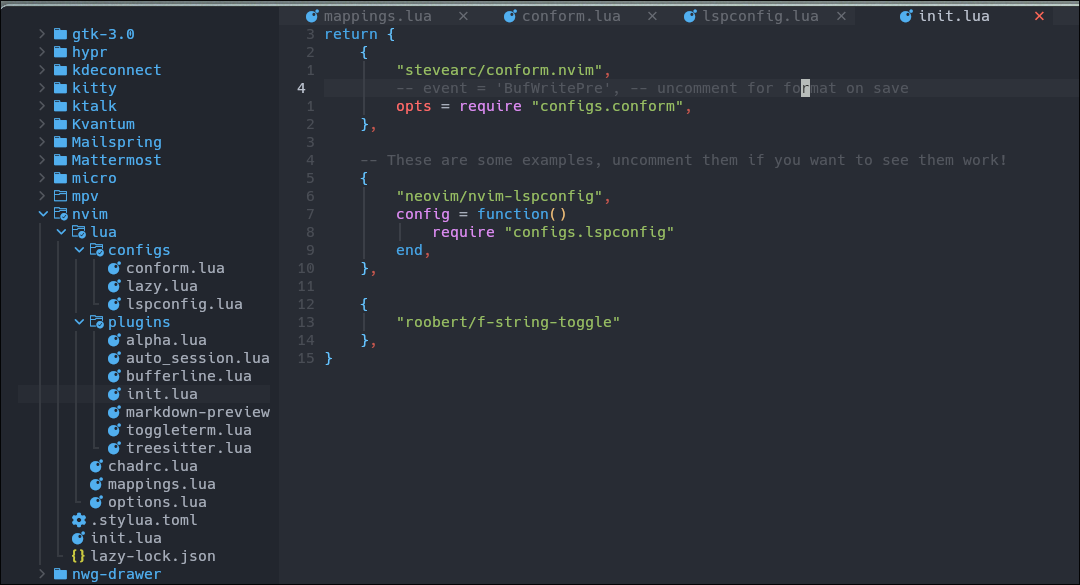 mappings.lua × conform.lua × lspconfig.lua × init.lua ×
gtk-3.0
hypr
kdeconnect
kitty
ktalk
Kvantum
Mailspring
Mattermost
micro
mpv
nvim
lua
configs
conform.lua
lazy.lua
lspconfig.lua
plugins
alpha.lua
auto_session.lua
bufferline.lua
init.lua
markdown-preview
toggleterm.lua
treesitter.lua
chadrc.lua
mappings.lua
options.lua
.stylua.toml
init.lua
{} lazy-lock.json
nwg-drawer
3 return {
2 {
1 "stevearc/conform.nvim",
4 -- event = 'BufWritePre', -- uncomment for format on save
1 opts = require "configs.conform",
2 },
3
4 -- These are some examples, uncomment them if you want to see them work!
5 {
6 "neovim/nvim-lspconfig",
7 config = function()
8 require "configs.lspconfig"
9 end,
10 },
11
12 {
13 "roobert/f-string-toggle"
14 },
15 }